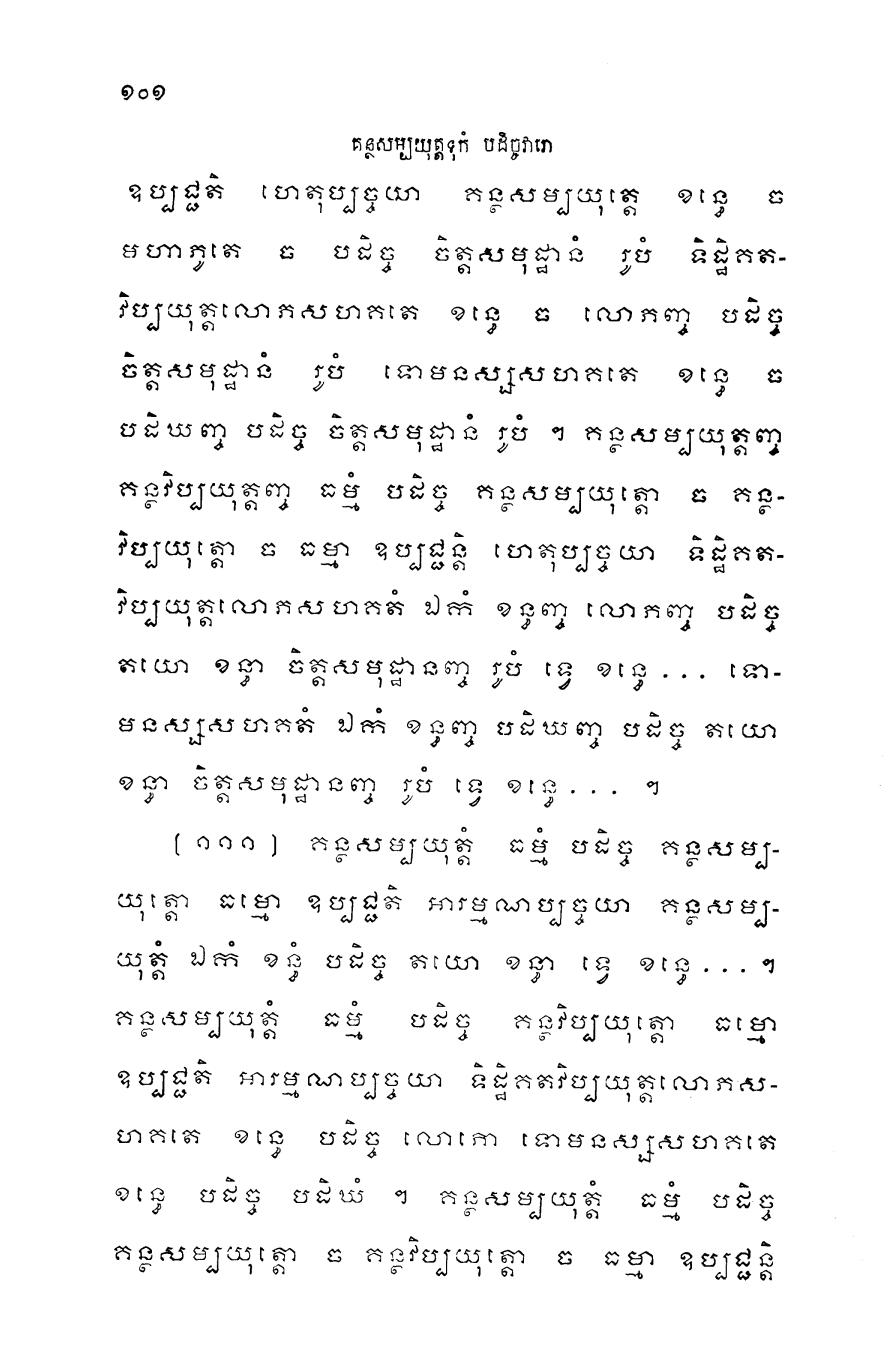 ១០១
គន្ថសម្បយុត្តទុកំ បដិច្ចវារោ
ឧប្បជ្ជតិ ហេតុប្បច្ចយា គន្ថសម្បយុត្តេ ខន្ធេ ច
មហាភូតេ ច បដិច្ច ចិត្តសមុដ្ឋានំ រូបំ ទិដ្ឋិគត-
វិប្បយុត្តលោភសហគតេ ខន្ធេ ច លោភញ្ច បដិច្ច
ចិត្តសមុដ្ឋានំ រូបំ ទោមនស្សសហគតេ ខន្ធេ ច
បដិឃញ្ច បដិច្ច ចិត្តសមុដ្ឋានំ រូបំ ។ គន្ថសម្បយុត្តញ្ច
គន្ថវិប្បយុត្តញ្ច ធម្មំ បដិច្ច គន្ថសម្បយុត្តោ ច គន្ថ-
វិប្បយុត្តោ ច ធម្មា ឧប្បជ្ជន្តិ ហេតុប្បច្ចយា ទិដ្ឋិគត-
វិប្បយុត្តលោភសហគតំ ឯកំ ខន្ធញ្ច លោភញ្ច បដិច្ច
តយោ ខន្ធា ចិត្តសមុដ្ឋានញ្ច រូបំ ទ្វេ ខន្ធេ ... ទោ-
មនស្សសហគតំ ឯកំ ខន្ធញ្ច បដិឃញ្ច បដិច្ច តយោ
ខន្ធា ចិត្តសមុដ្ឋានញ្ច រូបំ ទ្វេ ខន្ធេ ... ។
[ ១១១ ] គន្ថសម្បយុត្តំ ធម្មំ បដិច្ច គន្ថសម្ប-
យុត្តោ ធម្មោ ឧប្បជ្ជតិ អារម្មណប្បច្ចយា គន្ថសម្ប-
យុត្តំ ឯកំ ខន្ធំ បដិច្ច តយោ ខន្ធា ទ្វេ ខន្ធេ ... ។
គន្ថសម្បយុត្តំ ធម្មំ បដិច្ច គន្ថវិប្បយុត្តោ ធម្មោ
ឧប្បជ្ជតិ អារម្មណប្បច្ចយា ទិដ្ឋិគតវិប្បយុត្តលោភស-
ហគតេ ខន្ធេ បដិច្ច លោភោ ទោមនស្សសហគតេ
ខន្ធេ បដិច្ច បដិឃំ ។ គន្ថសម្បយុត្តំ ធម្មំ បដិច្ច
គន្ថសម្បយុត្តោ ច គន្ថវិប្បយុត្តោ ច ធម្មា ឧប្បជ្ជន្តិ